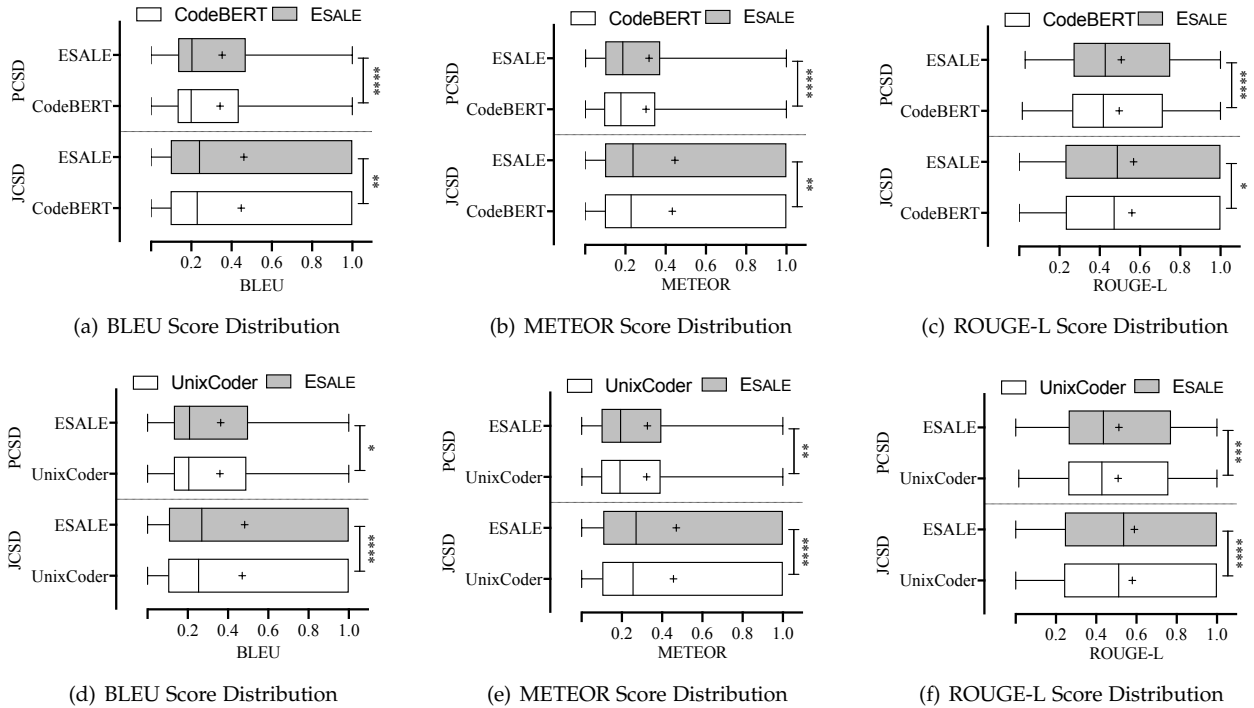 CodeBERT ESALE
PCSD
ESALE
CodeBERT
****
JCSD
ESALE
CodeBERT
**
0.2 0.4 0.6 0.8 1.0
BLEU
(a) BLEU Score Distribution
CodeBERT ESALE
PCSD
ESALE
CodeBERT
****
JCSD
ESALE
CodeBERT
**
0.2 0.4 0.6 0.8 1.0
METEOR
(b) METEOR Score Distribution
CodeBERT ESALE
PCSD
ESALE
CodeBERT
****
JCSD
ESALE
CodeBERT
*
0.2 0.4 0.6 0.8 1.0
ROUGE-L
(c) ROUGE-L Score Distribution
UnixCoder ESALE
PCSD
ESALE
UnixCoder
*
JCSD
ESALE
UnixCoder
****
0.2 0.4 0.6 0.8 1.0
BLEU
(d) BLEU Score Distribution
UnixCoder ESALE
PCSD
ESALE
UnixCoder
**
JCSD
ESALE
UnixCoder
****
0.2 0.4 0.6 0.8 1.0
METEOR
(e) METEOR Score Distribution
UnixCoder ESALE
PCSD
ESALE
UnixCoder
***
JCSD
ESALE
UnixCoder
****
0.2 0.4 0.6 0.8 1.0
ROUGE-L
(f) ROUGE-L Score Distribution